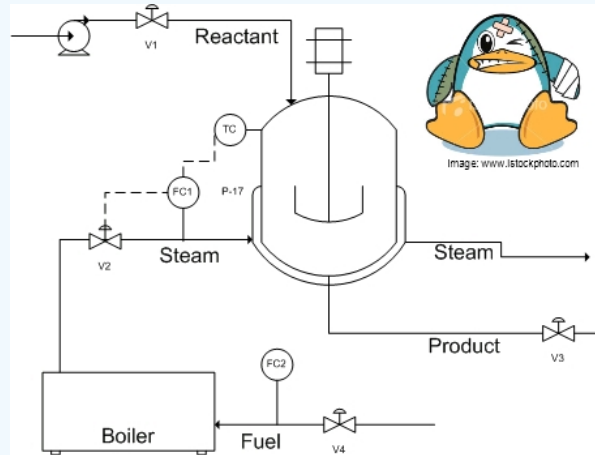 V1
Reactant
TC
FC1
P-17
Image: www.istockphoto.com
V2
Steam
Steam
Product
V3
FC2
Boiler
Fuel
V4